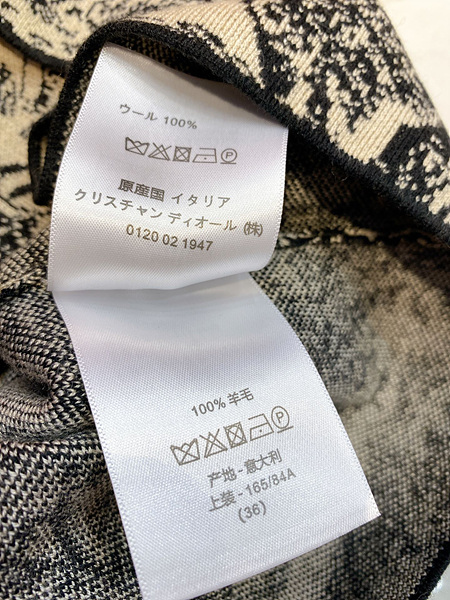 ウール 100%
原産国 イタリア
クリスチャン ディオール (株)
0120 02 1947
100% 羊毛
产地-意大利
上装-165/84A
(36)